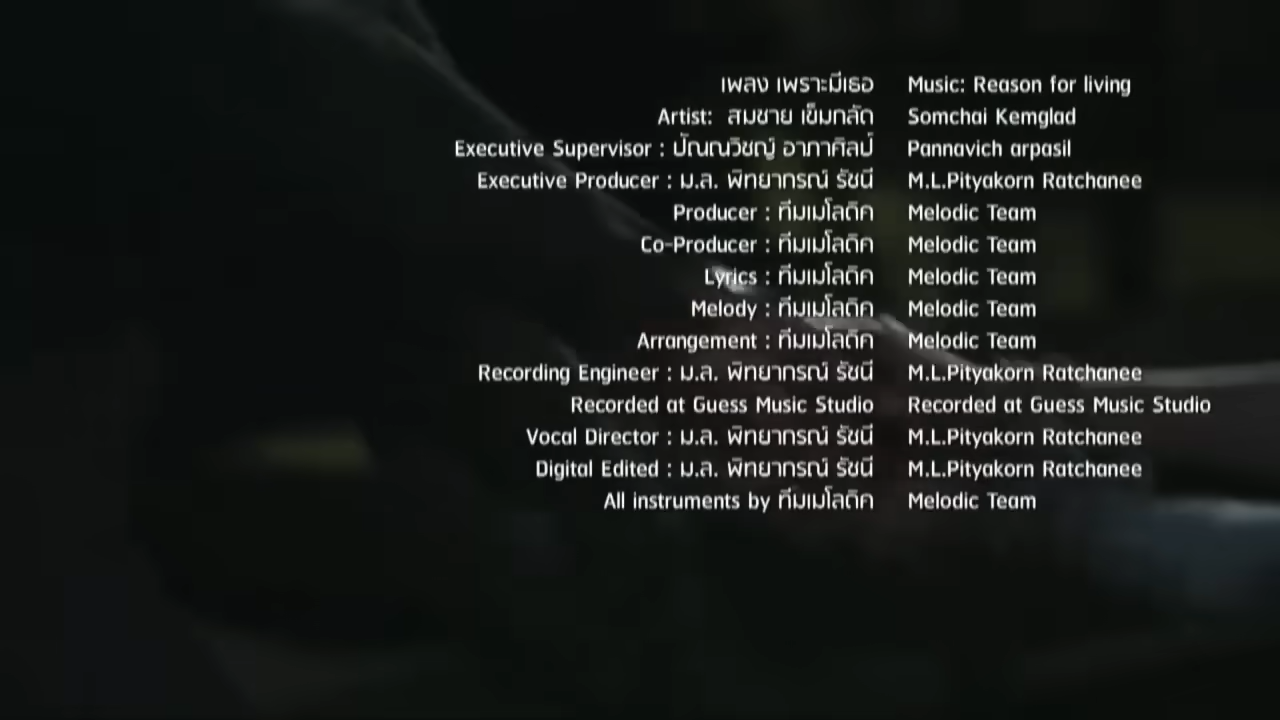 เพลง เพราะมีเธอ Music: Reason for living
Artist: สมชาย เข็มกลัด Somchai Kemglad
Executive Supervisor : ปัณณวิชญ์ อาภาศิลป์ Pannavich arpasil
Executive Producer : ม.ล. พิทยากรณ์ รัชนี M.L.Pityakorn Ratchanee
Producer : ทีมเมโลดิค Melodic Team
Co-Producer : ทีมเมโลดิค Melodic Team
Lyrics : ทีมเมโลดิค Melodic Team
Melody : ทีมเมโลดิค Melodic Team
Arrangement : ทีมเมโลดิค Melodic Team
Recording Engineer : ม.ล. พิทยากรณ์ รัชนี M.L.Pityakorn Ratchanee
Recorded at Guess Music Studio Recorded at Guess Music Studio
Vocal Director : ม.ล. พิทยากรณ์ รัชนี M.L.Pityakorn Ratchanee
Digital Edited : ม.ล. พิทยากรณ์ รัชนี M.L.Pityakorn Ratchanee
All instruments by ทีมเมโลดิค Melodic Team